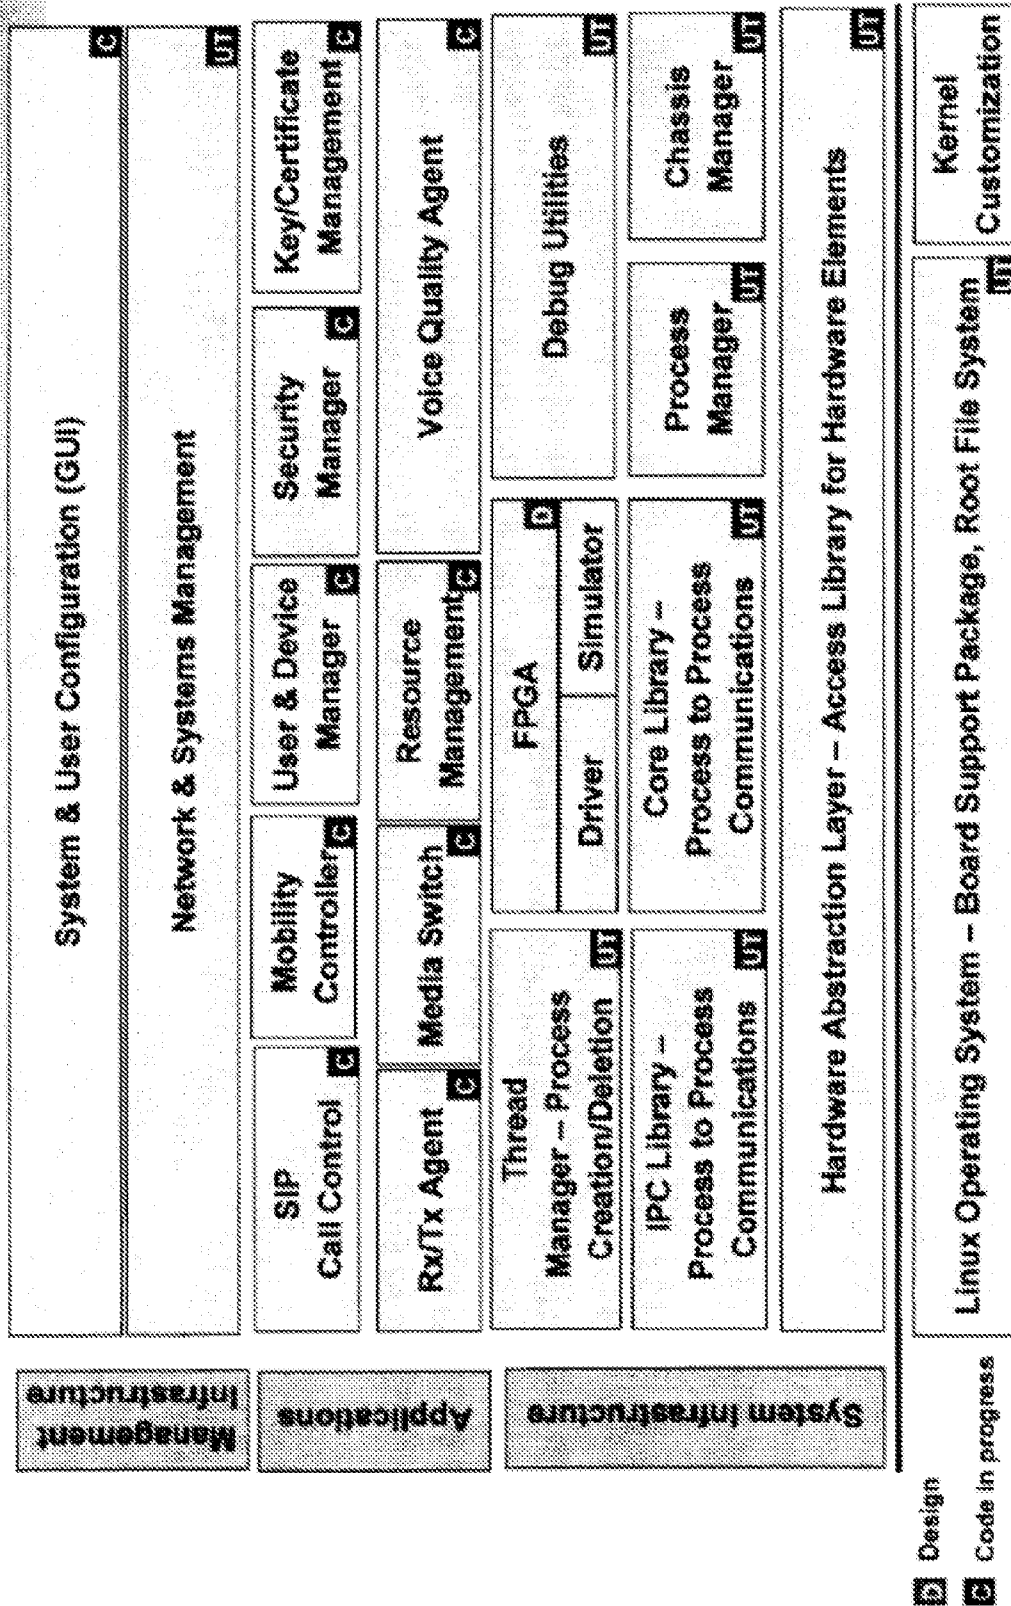 Management
Infrastructure
System & User Configuration (GUI)
C
Network & Systems Management
UT
Applications
SIP
Call Control
C
Mobility
Controller
C
User & Device
Manager
C
Security
Manager
C
Key/Certificate
Management
C
Rx/Tx Agent
C
Media Switch
C
Resource
Management
C
Voice Quality Agent
C
System Infrastructure
Thread
Manager – Process
Creation/Deletion
UT
FPGA
D
Driver
Simulator
Debug Utilities
UT
IPC Library –
Process to Process
Communications
UT
Core Library –
Process to Process
Communications
UT
Process
Manager
UT
Chassis
Manager
UT
Hardware Abstraction Layer – Access Library for Hardware Elements
UT
Linux Operating System – Board Support Package, Root File System
UT
Kernel
Customization
D Design
C Code in progress